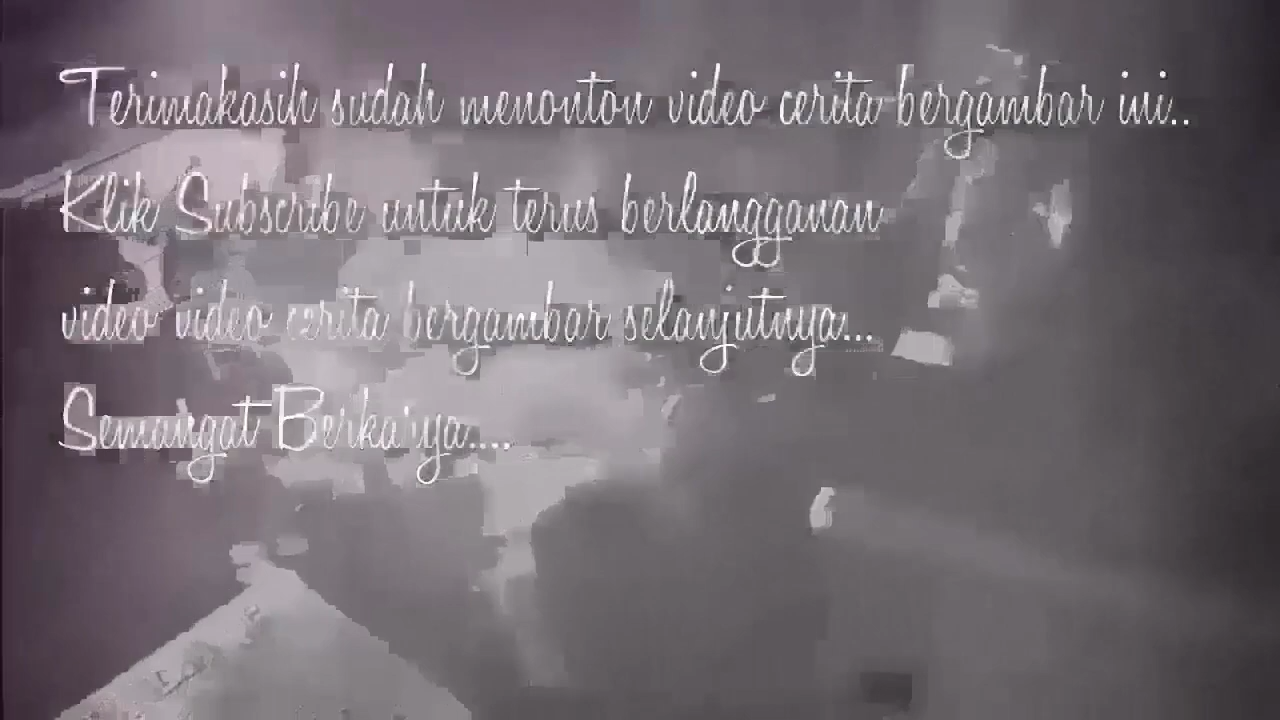 Terimakasih sudah menonton video cerita bergambar ini..
Klik Subscribe untuk terus berlangganan
video video cerita bergambar selanjutnya...
Semangat Berkarya....